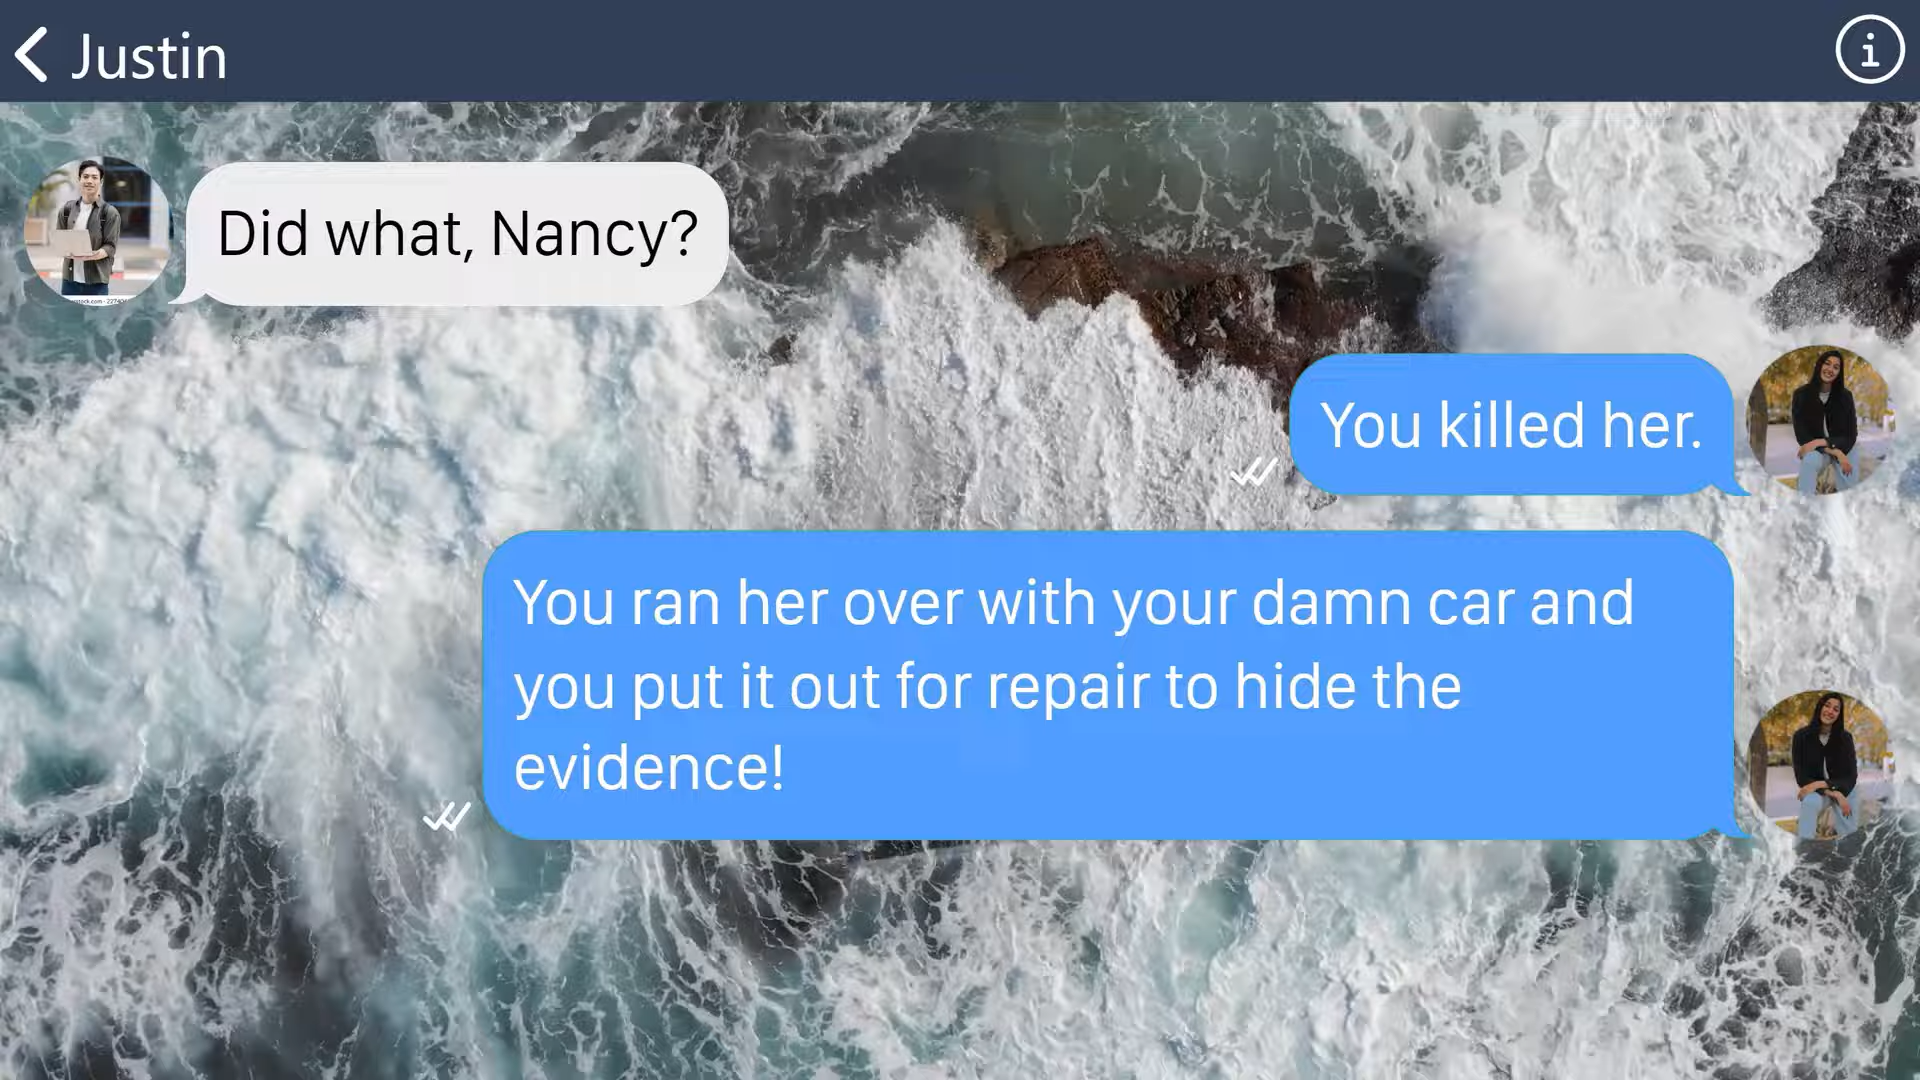 Justin
Did what, Nancy?
You killed her.
You ran her over with your damn car and
you put it out for repair to hide the
evidence!